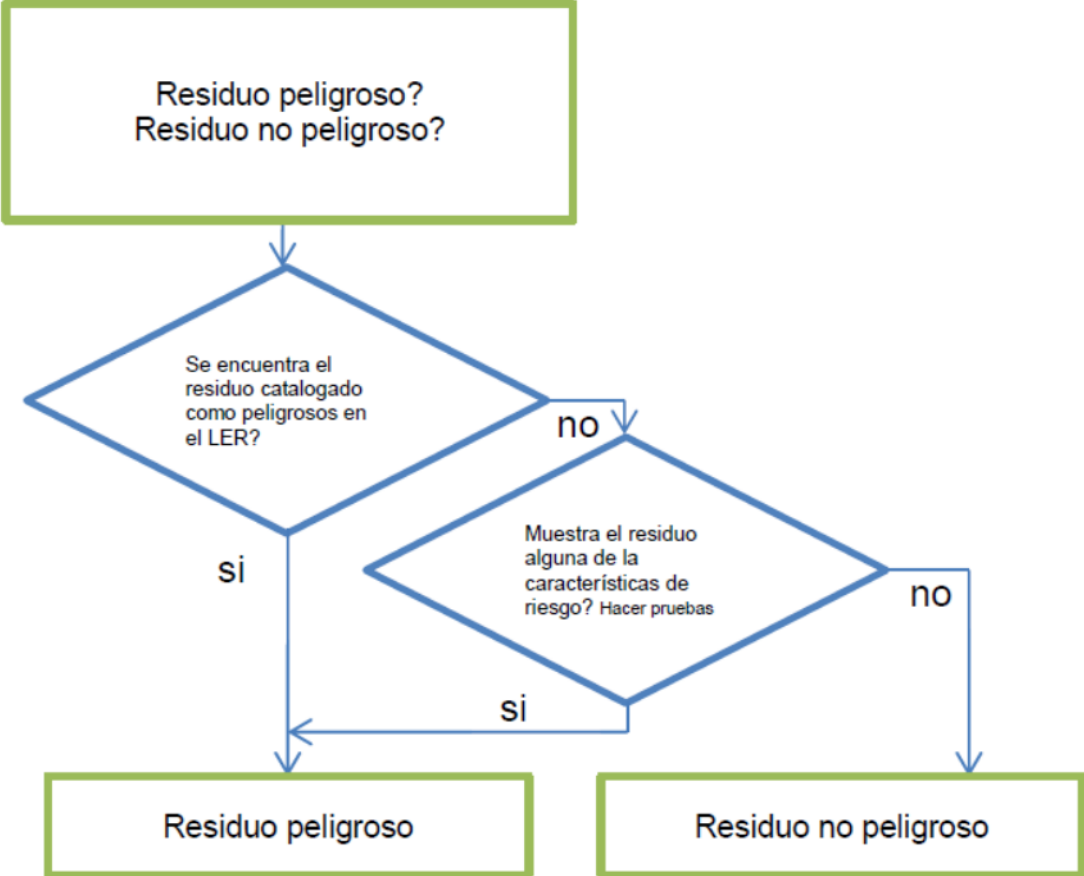 Residuo peligroso?
Residuo no peligroso?
Se encuentra el
residuo catalogado
como peligrosos en
el LER?
no
Muestra el residuo
alguna de la
características de
riesgo? Hacer pruebas
si
no
si
Residuo peligroso
Residuo no peligroso